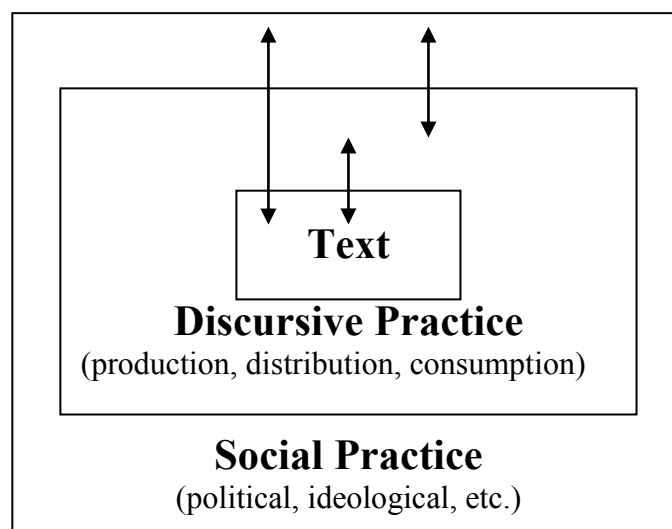 Text
Discursive Practice
(production, distribution, consumption)
Social Practice
(political, ideological, etc.)